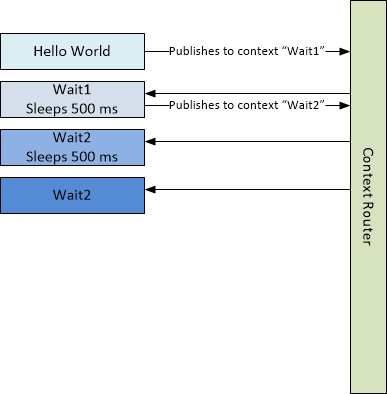 Hello World
Publishes to context “Wait1”
Wait1
Sleeps 500 ms
Publishes to context “Wait2”
Wait2
Sleeps 500 ms
Wait2
Context Router